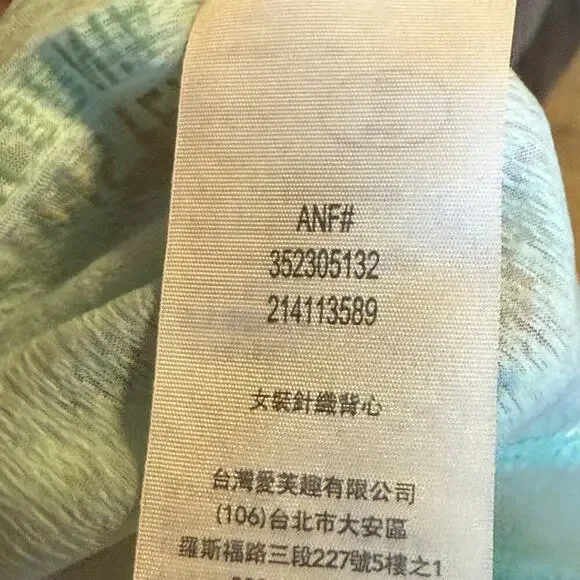 ANF#
352305132
214113589
女裝針織背心
台灣愛芙趣有限公司
(106)台北市大安區
羅斯福路三段227號5樓之1